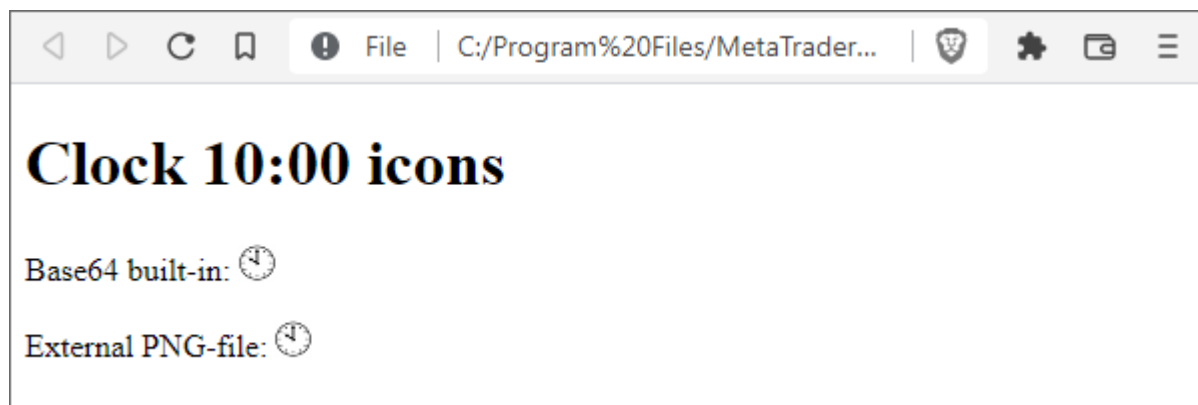 File C:/Program%20Files/MetaTrader...
Clock 10:00 icons
Base64 built-in:
External PNG-file: